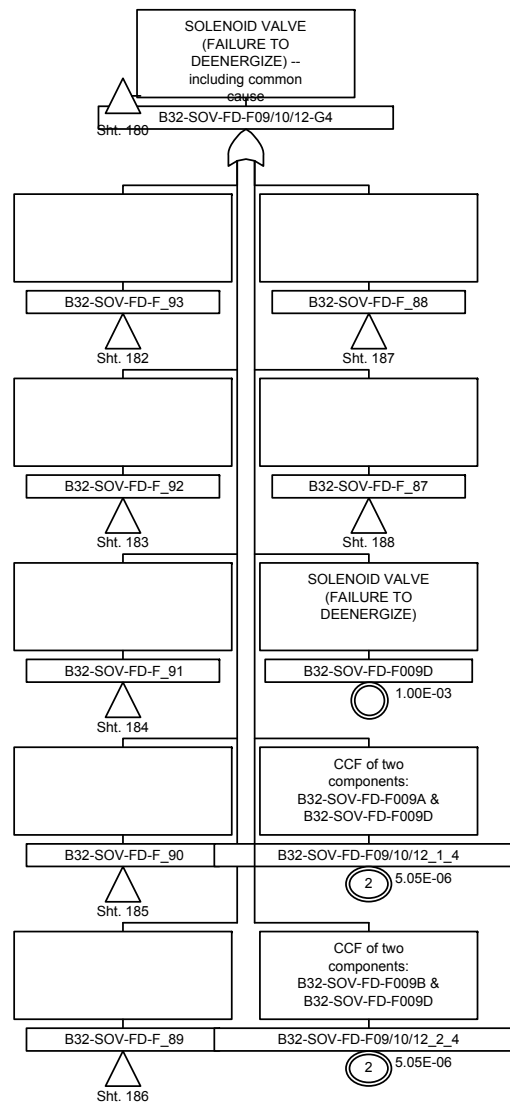 SOLENOID VALVE
(FAILURE TO
DEENERGIZE) --
including common
cause
Sht. 180
B32-SOV-FD-F09/10/12-G4
B32-SOV-FD-F_93
Sht. 182
B32-SOV-FD-F_88
Sht. 187
B32-SOV-FD-F_92
Sht. 183
B32-SOV-FD-F_87
Sht. 188
B32-SOV-FD-F_91
Sht. 184
SOLENOID VALVE
(FAILURE TO
DEENERGIZE)
B32-SOV-FD-F009D
1.00E-03
B32-SOV-FD-F_90
Sht. 185
CCF of two
components:
B32-SOV-FD-F009A &
B32-SOV-FD-F009D
B32-SOV-FD-F09/10/12_1_4
2
5.05E-06
B32-SOV-FD-F_89
Sht. 186
CCF of two
components:
B32-SOV-FD-F009B &
B32-SOV-FD-F009D
B32-SOV-FD-F09/10/12_2_4
2
5.05E-06